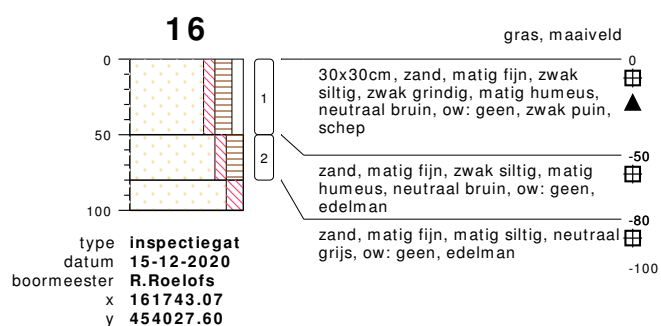 16
gras, maaiveld
0
0
30x30cm, zand, matig fijn, zwak
siltig, zwak grindig, matig humeus,
neutraal bruin, ow: geen, zwak puin,
schep
1
50
-50
2
zand, matig fijn, zwak siltig, matig
humeus, neutraal bruin, ow: geen,
edelman
100
-80
zand, matig fijn, matig siltig, neutraal
grijs, ow: geen, edelman
-100
type inspectiegat
datum 15-12-2020
boormeester R.Roelofs
x 161743.07
y 454027.60